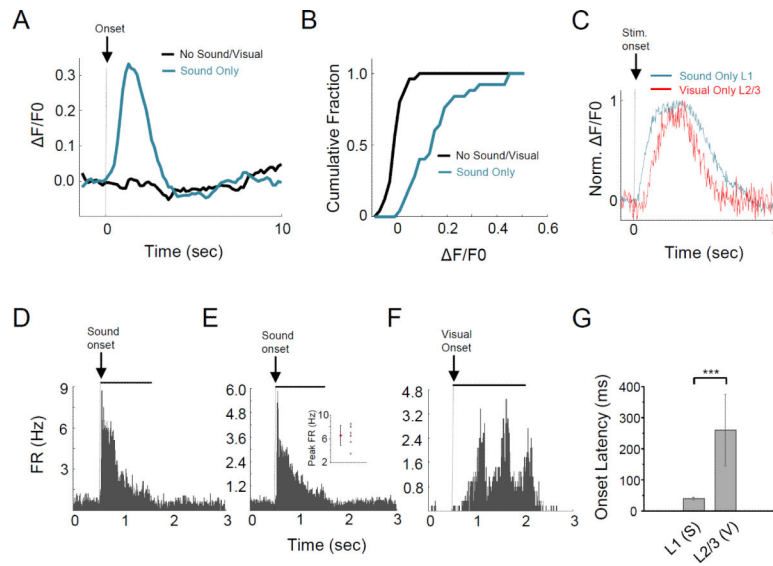 A
Onset
No Sound/Visual
Sound Only
0.3
0.2
0.1
0.0
ΔF/F0
0
10
Time (sec)
B
1.0
0.5
0
Cumulative Fraction
No Sound/Visual
Sound Only
0
0.2
0.4
0.6
ΔF/F0
C
Stim.
onset
Sound Only L1
Visual Only L2/3
1
0
Norm. ΔF/F0
0
Time (sec)
D
Sound
onset
9
6
3
FR (Hz)
0
1
2
3
E
Sound
onset
6.0
4.8
3.6
2.4
1.2
10
8
6
4
2
Peak FR (Hz)
0
1
2
3
Time (sec)
F
Visual
Onset
4.8
3.8
2.8
1.8
0.8
0
1
2
3
G
***
400
300
200
100
50
0
Onset Latency (ms)
L1 (S)
L2/3 (V)